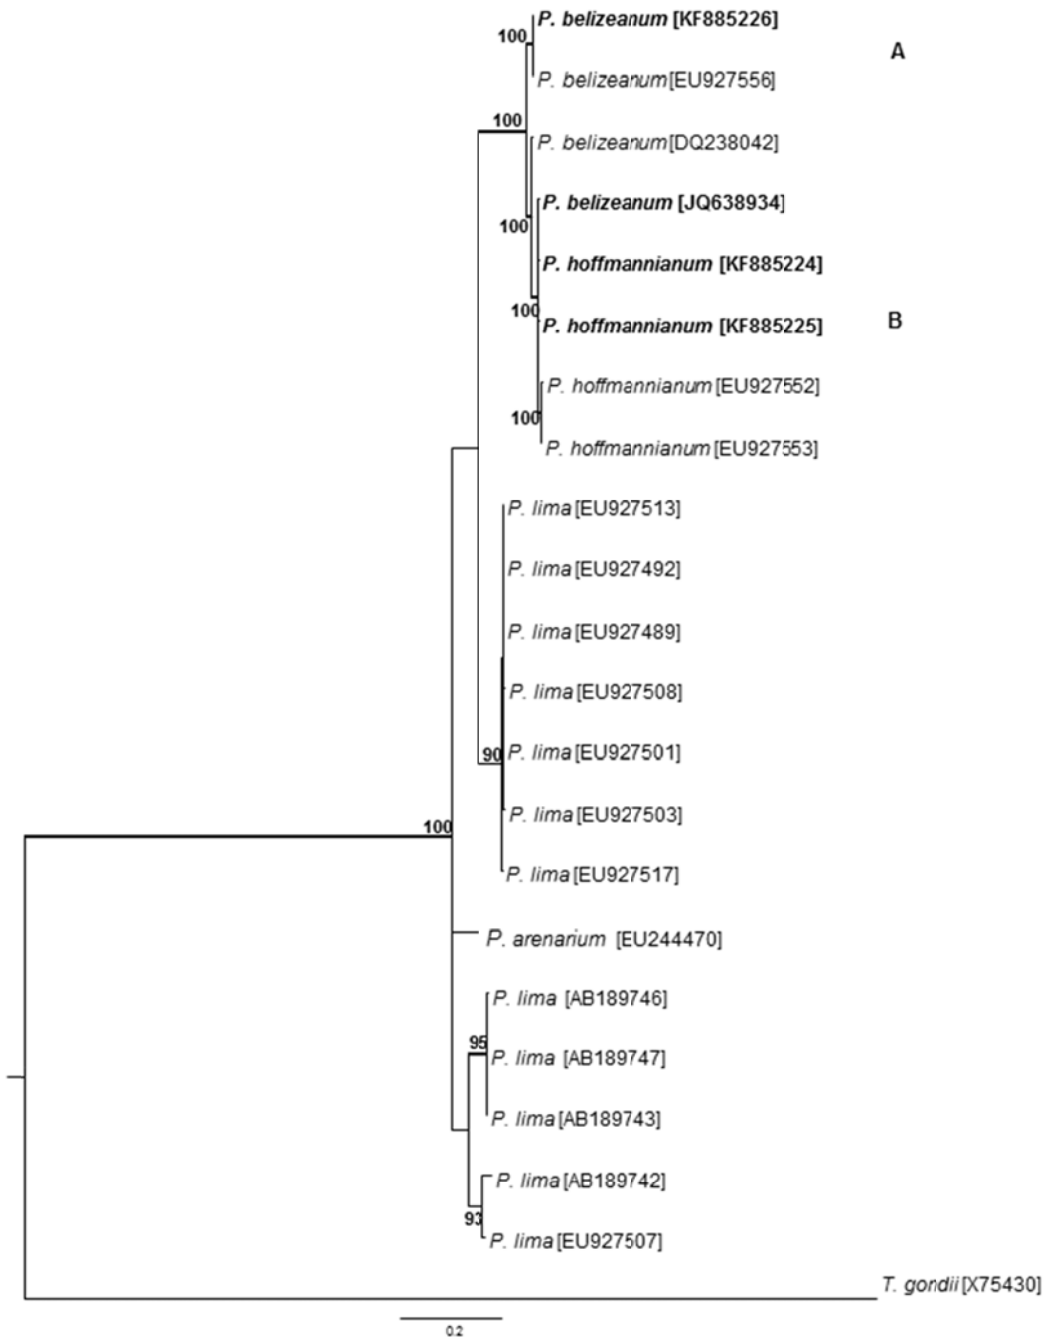 P. belizeanum [KF885226]
100
A
P. belizeanum[EU927556]
100
P. belizeanum[DQ238042]
P. belizeanum [JQ638934]
100
P. hoffmannianum [KF885224]
100
P. hoffmannianum [KF885225]
B
P. hoffmannianum[EU927552]
100
P. hoffmannianum[EU927553]
P. lima[EU927513]
P. lima[EU927492]
P. lima[EU927489]
P. lima[EU927508]
90
P. lima[EU927501]
P. lima[EU927503]
100
P. lima[EU927517]
P. arenarium [EU244470]
P. lima [AB189746]
95
P. lima [AB189747]
P. lima[AB189743]
P. lima[AB189742]
93
P. lima[EU927507]
T. gondii[X75430]
0.2